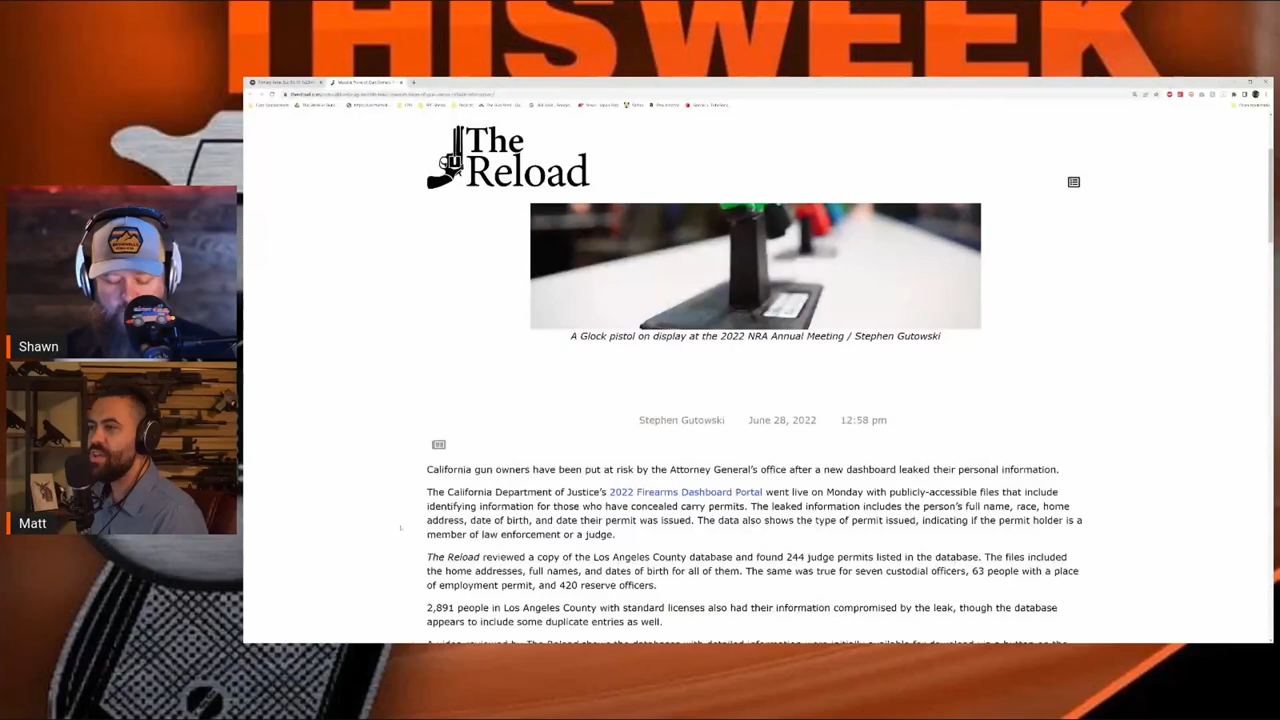 THIS WEEK
The
Reload
A Glock pistol on display at the 2022 NRA Annual Meeting / Stephen Gutowski
Stephen Gutowski June 28, 2022 12:58 pm
California gun owners have been put at risk by the Attorney General's office after a new dashboard leaked their personal information.
The California Department of Justice's 2022 Firearms Dashboard Portal went live on Monday with publicly-accessible files that include
identifying information for those who have concealed carry permits. The leaked information includes the person's full name, race, home
address, date of birth, and date their permit was issued. The data also shows the type of permit issued, indicating if the permit holder is a
member of law enforcement or a judge.
The Reload reviewed a copy of the Los Angeles County database and found 244 judge permits listed in the database. The files included
the home addresses, full names, and dates of birth for all of them. The same was true for seven custodial officers, 63 people with a place
of employment permit, and 420 reserve officers.
2,891 people in Los Angeles County with standard licenses also had their information compromised by the leak, though the database
appears to include some duplicate entries as well.
Shawn
Matt